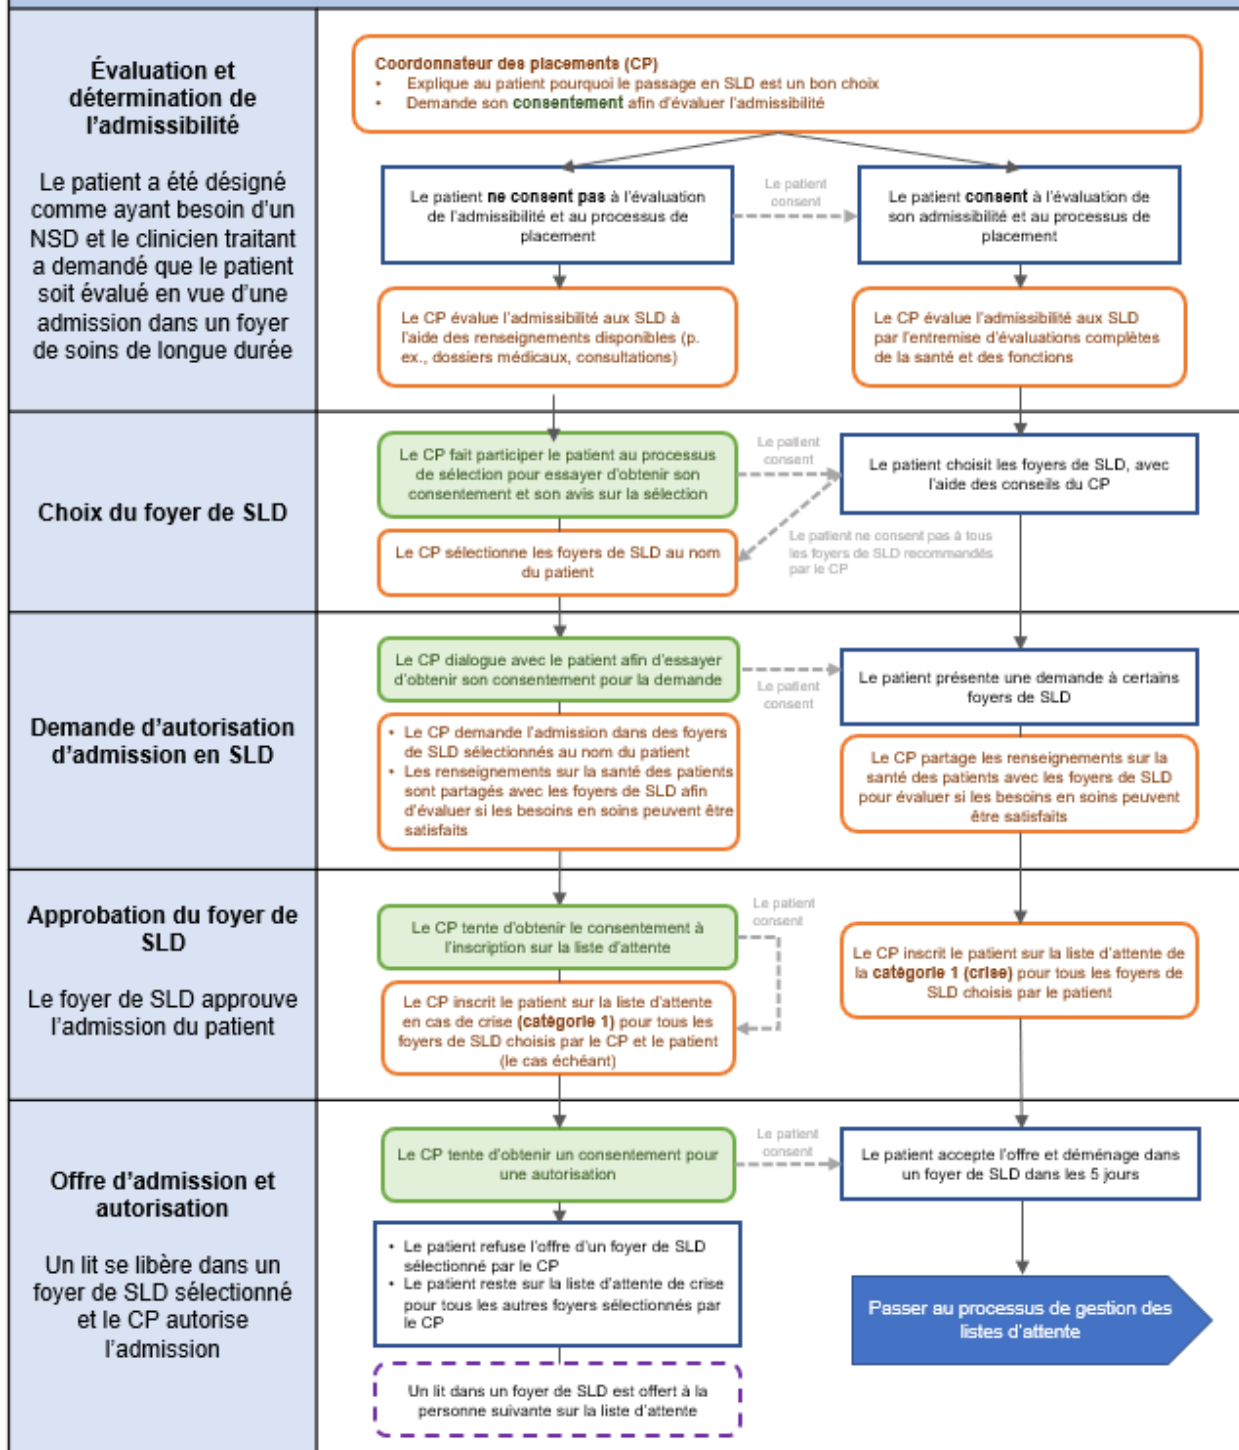 Évaluation et
détermination de
l'admissibilité
Le patient a été désigné
comme ayant besoin d'un
NSD et le clinicien traitant
a demandé que le patient
soit évalué en vue d'une
admission dans un foyer
de soins de longue durée
Coordonnateur des placements (CP)
• Explique au patient pourquoi le passage en SLD est un bon choix
• Demande son consentement afin d'évaluer l'admissibilité
Le patient ne consent pas à l'évaluation
de l'admissibilité et au processus de
placement
Le patient
consent
Le patient consent à l'évaluation de
son admissibilité et au processus de
placement
Le CP évalue l'admissibilité aux SLD à
l'aide des renseignements disponibles (p.
ex., dossiers médicaux, consultations)
Le CP évalue l'admissibilité aux SLD
par l'entremise d'évaluations complètes
de la santé et des fonctions
Choix du foyer de SLD
Le CP fait participer le patient au processus
de sélection pour essayer d'obtenir son
consentement et son avis sur la sélection
Le patient
consent
Le patient choisit les foyers de SLD, avec
l'aide des conseils du CP
Le CP sélectionne les foyers de SLD au nom
du patient
Le patient ne consent pas à tous
les foyers de SLD recommandés
par le CP
Demande d'autorisation
d'admission en SLD
Le CP dialogue avec le patient afin d'essayer
d'obtenir son consentement pour la demande
Le patient
consent
Le patient présente une demande à certains
foyers de SLD
• Le CP demande l'admission dans des foyers
de SLD sélectionnés au nom du patient
• Les renseignements sur la santé des patients
sont partagés avec les foyers de SLD afin
d'évaluer si les besoins en soins peuvent être
satisfaits
Le CP partage les renseignements sur la
santé des patients avec les foyers de SLD
pour évaluer si les besoins en soins peuvent
être satisfaits
Approbation du foyer de
SLD
Le foyer de SLD approuve
l'admission du patient
Le CP tente d'obtenir le consentement à
l'inscription sur la liste d'attente
Le patient
consent
Le CP inscrit le patient sur la liste d'attente
en cas de crise (catégorie 1) pour tous les
foyers de SLD choisis par le CP et le patient
(le cas échéant)
Le CP inscrit le patient sur la liste d'attente de
la catégorie 1 (crise) pour tous les foyers de
SLD choisis par le patient
Offre d'admission et
autorisation
Un lit se libère dans un
foyer de SLD sélectionné
et le CP autorise
l'admission
Le CP tente d'obtenir un consentement pour
une autorisation
Le patient
consent
Le patient accepte l'offre et déménage dans
un foyer de SLD dans les 5 jours
• Le patient refuse l'offre d'un foyer de SLD
sélectionné par le CP
• Le patient reste sur la liste d'attente de crise
pour tous les autres foyers sélectionnés par
le CP
Passer au processus de gestion des
listes d'attente
Un lit dans un foyer de SLD est offert à la
personne suivante sur la liste d'attente